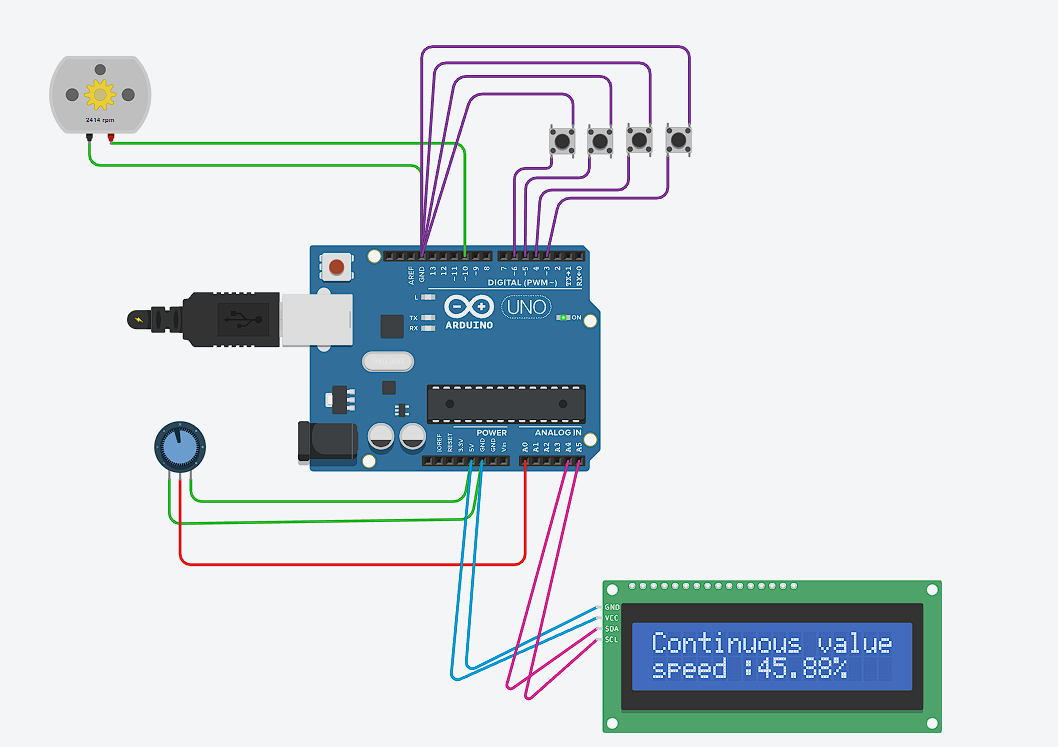 2414 rpm
AREF
GND
13
12
~11
~10
~9
8
7
~6
~5
~4
~3
2
TX→1
RX←0
DIGITAL (PWM~)
L
TX
RX
UNO
ARDUINO
ON
IOREF
RESET
3.3V
5V
GND
GND
Vin
POWER
ANALOG IN
A0
A1
A2
A3
A4
A5
GND
VCC
SDA
SCL
Continuous value
speed :45.88%